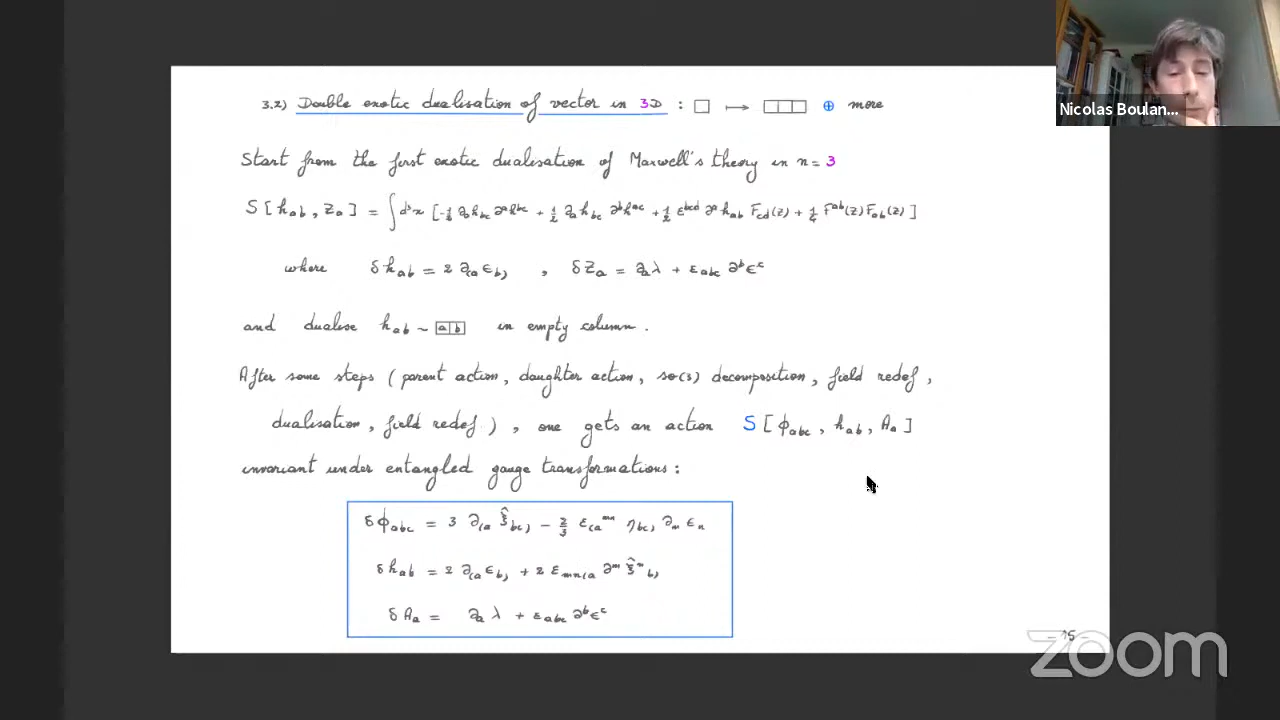 3.2) Double exotic dualisation of vector in 3D : □ ⟼ □□□ ⊕ more
Nicolas Boulan...
Start from the first exotic dualisation of Maxwell's theory in n = 3
S[h_ab, Z_a] = ∫d³x [-½ ∂_a h_bc ∂^a h^bc + ½ ∂_a h_bc ∂^b h^ac + ½ ε^bcd ∂^a h_ab F_cd(Z) + ¼ F^ab(Z) F_ab(Z)]
where δh_ab = 2 ∂_(a ε_b) , δZ_a = ∂_a λ + ε_abc ∂^b ε^c
and dualise h_ab ~ [a|b] in empty column.
After some steps (parent action, daughter action, so(3) decomposition, field redef,
dualisation, field redef.), one gets an action S[ϕ_abc, h_ab, A_a]
invariant under entangled gauge transformations :
δϕ_abc = 3 ∂_(a ξ̂_bc) - 2/3 ε_(a^mn η_bc) ∂_m ε_n
δh_ab = 2 ∂_(a ε_b) + 2 ε_mn(a ∂^m ξ̂^n_b)
δA_a = ∂_a λ + ε_abc ∂^b ε^c
- 15 -
zoom